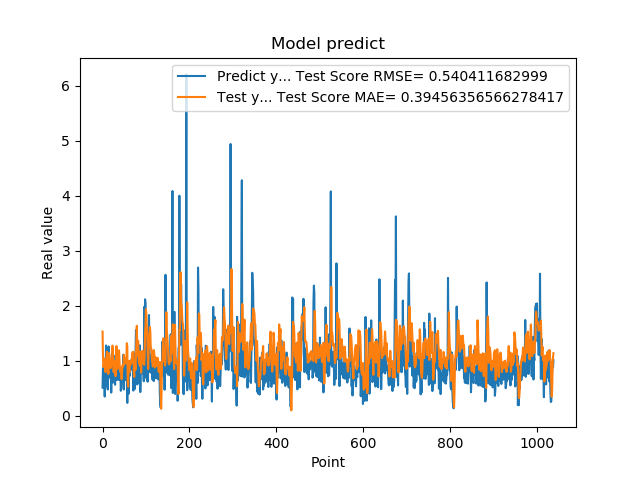 Model predict
Predict y... Test Score RMSE= 0.540411682999
Test y... Test Score MAE= 0.39456356566278417
6
5
4
3
2
1
0
Real value
0 200 400 600 800 1000
Point